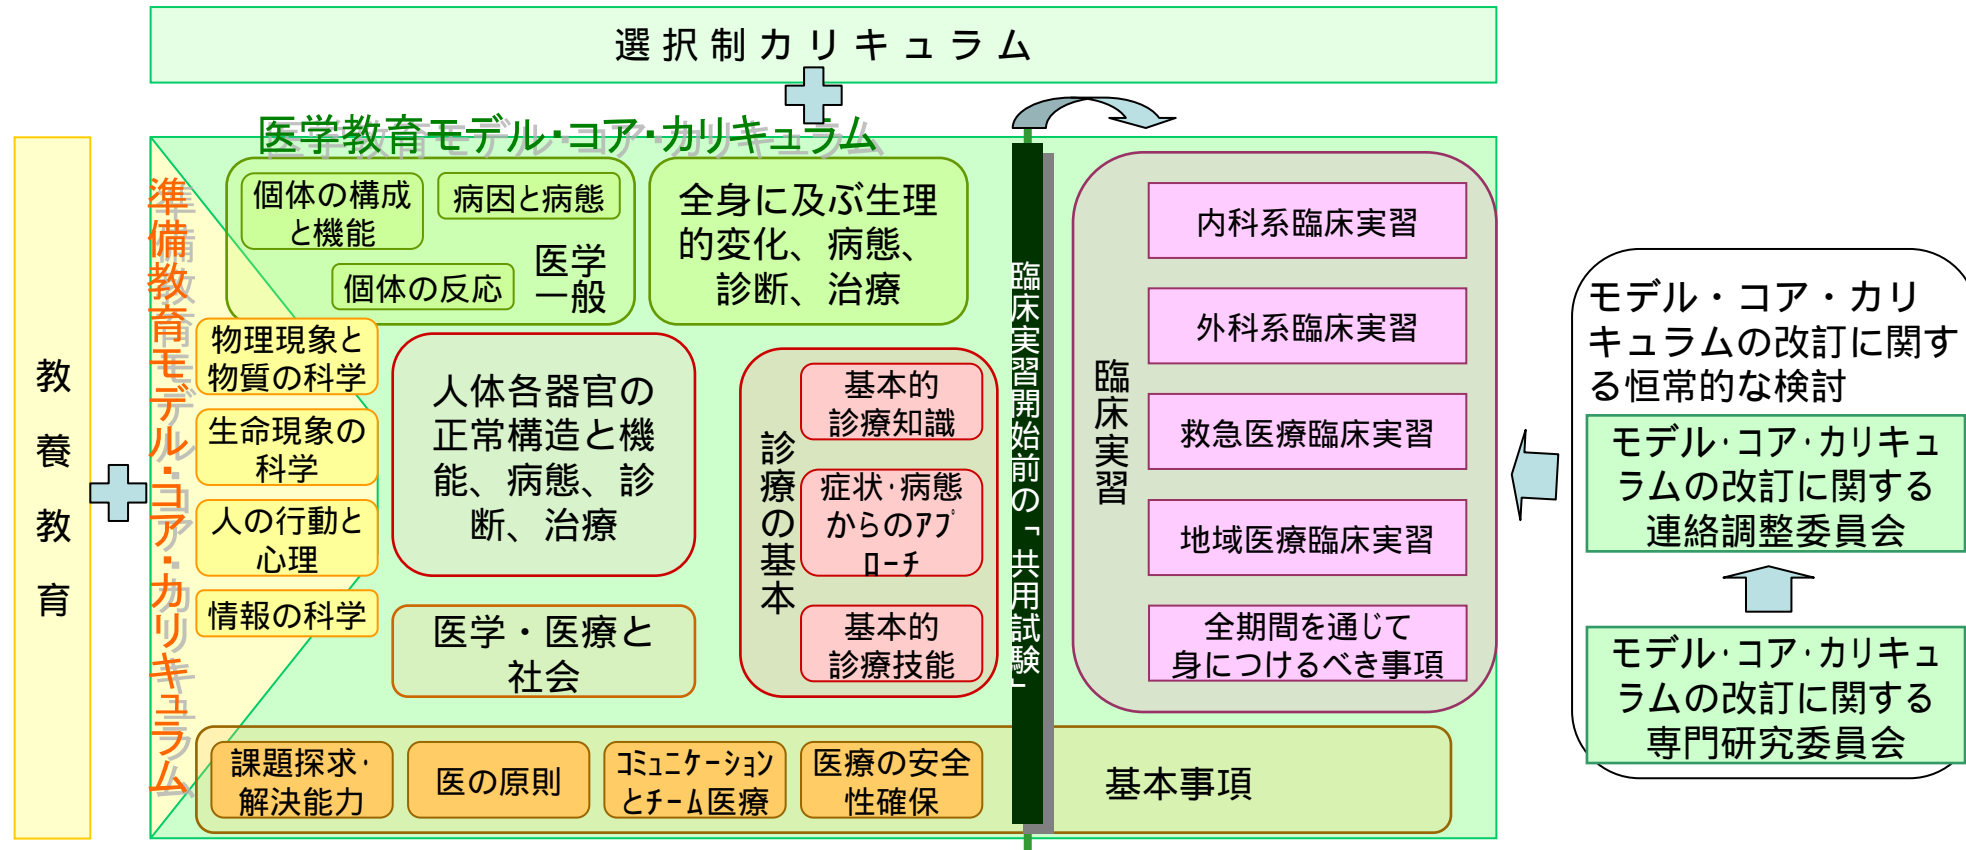 選択制カリキュラム
医学教育モデル・コア・カリキュラム
教養教育
準備教育モデル・コア・カリキュラム
個体の構成
と機能
病因と病態
個体の反応
医学
一般
全身に及ぶ生理
的変化、病態、
診断、治療
物理現象と
物質の科学
生命現象の
科学
人の行動と
心理
情報の科学
人体各器官の
正常構造と機
能、病態、診
断、治療
医学・医療と
社会
診療の基本
基本的
診療知識
症状・病態
からのアプ
ローチ
基本的
診療技能
臨床実習開始前の「共用試験」
臨床実習
内科系臨床実習
外科系臨床実習
救急医療臨床実習
地域医療臨床実習
全期間を通じて
身につけるべき事項
課題探求・
解決能力
医の原則
コミュニケーション
とチーム医療
医療の安全
性確保
基本事項
モデル・コア・カリ
キュラムの改訂に関す
る恒常的な検討
モデル・コア・カリキュ
ラムの改訂に関する
連絡調整委員会
モデル・コア・カリキュ
ラムの改訂に関する
専門研究委員会